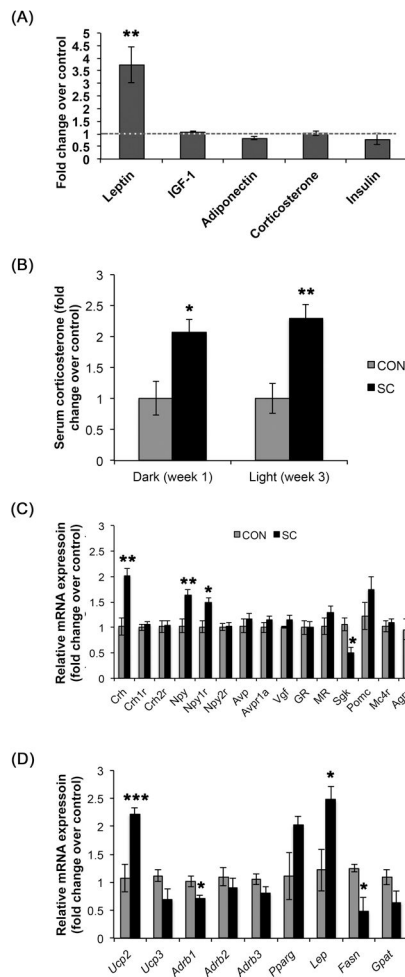 (A)
Fold change over control
5
4.5
4
3.5
3
2.5
2
1.5
1
0.5
0
**
Leptin
IGF-1
Adiponectin
Corticosterone
Insulin
(B)
Serum corticosterone (fold
change over control)
3
2.5
2
1.5
1
0.5
0
*
**
Dark (week 1)
Light (week 3)
CON
SC
(C)
Relative mRNA expressoin
(fold change over control)
CON
SC
3
2.5
2
1.5
1
0.5
0
**
**
*
*
Crh
Crh1r
Crh2r
Npy
Npy1r
Npy2r
Avp
Avpr1a
Vgf
GR
MR
Sgk
Pomc
Mc4r
(D)
Relative mRNA expressoin
(fold change over control)
3
2.5
2
1.5
1
0.5
0
***
*
*
*
Ucp2
Ucp3
Adrb1
Adrb2
Adrb3
Pparg
Lep
Fasn
Gpat